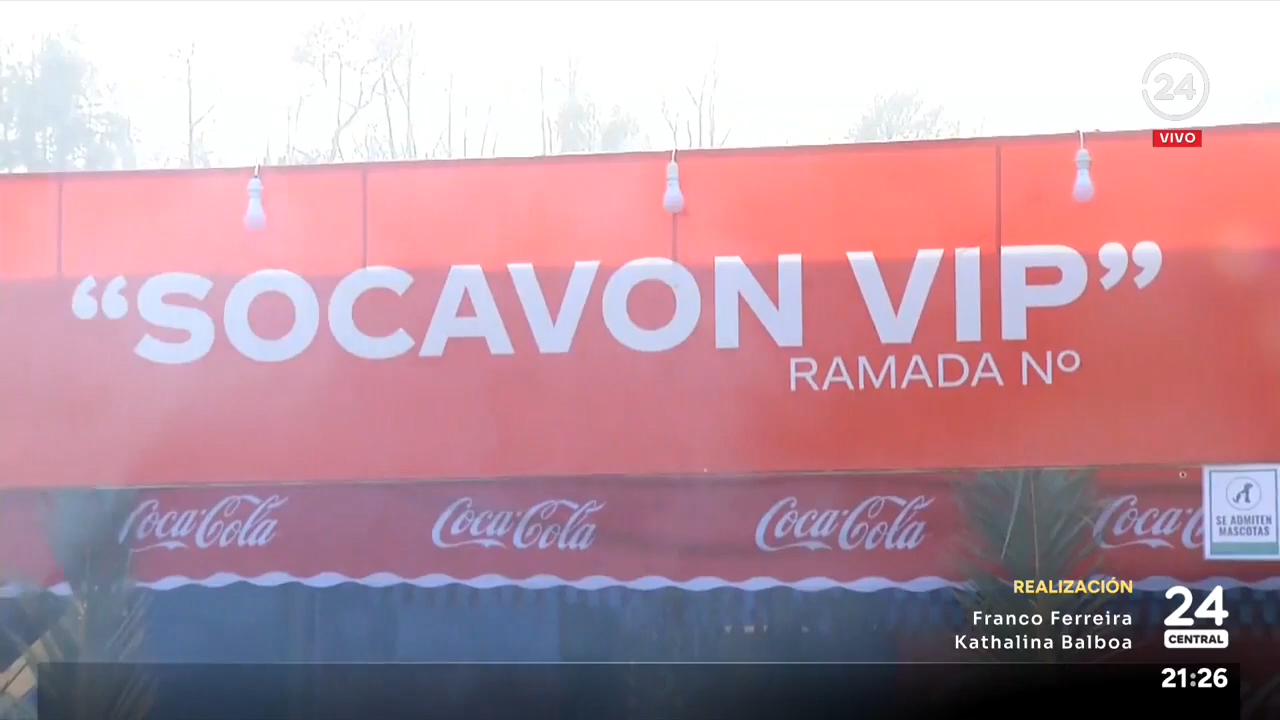 24
VIVO
“SOCAVON VIP”
RAMADA Nº
Coca-Cola Coca-Cola Coca-Cola Coca-Cola
SE ADMITEN
MASCOTAS
REALIZACIÓN
Franco Ferreira
Kathalina Balboa
24
CENTRAL
21:26